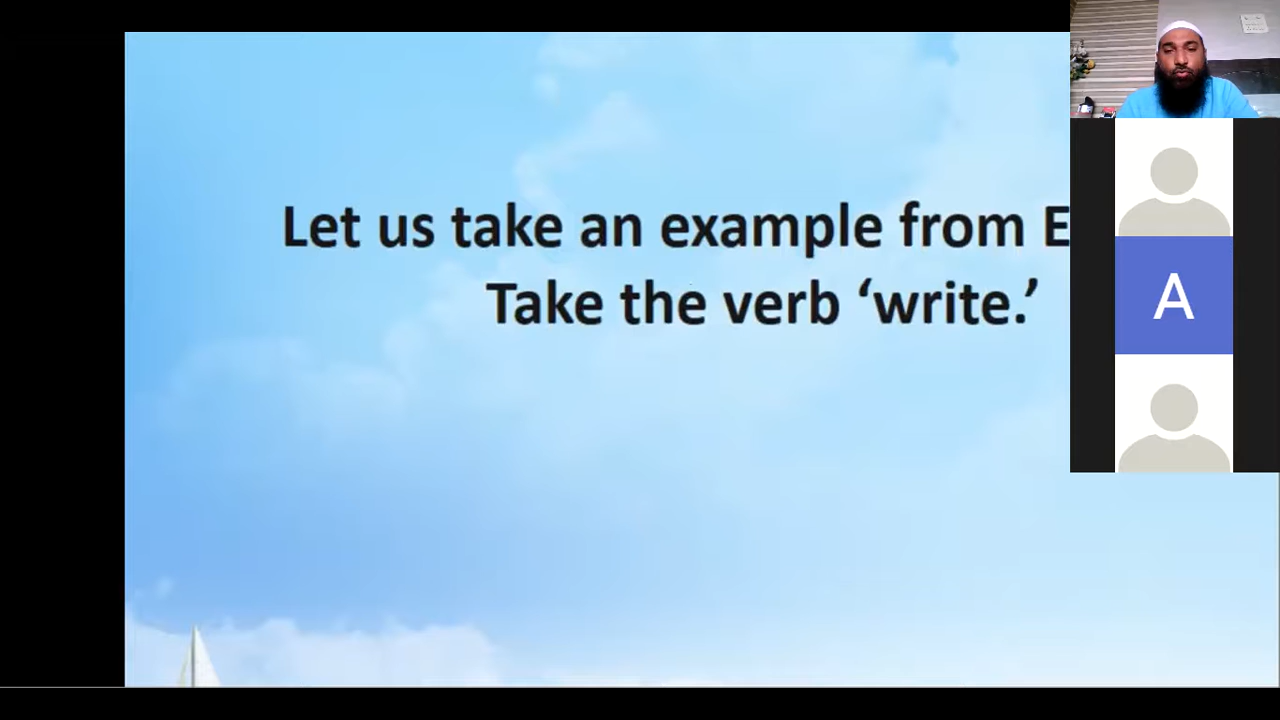 Let us take an example from E
Take the verb ‘write.’
A